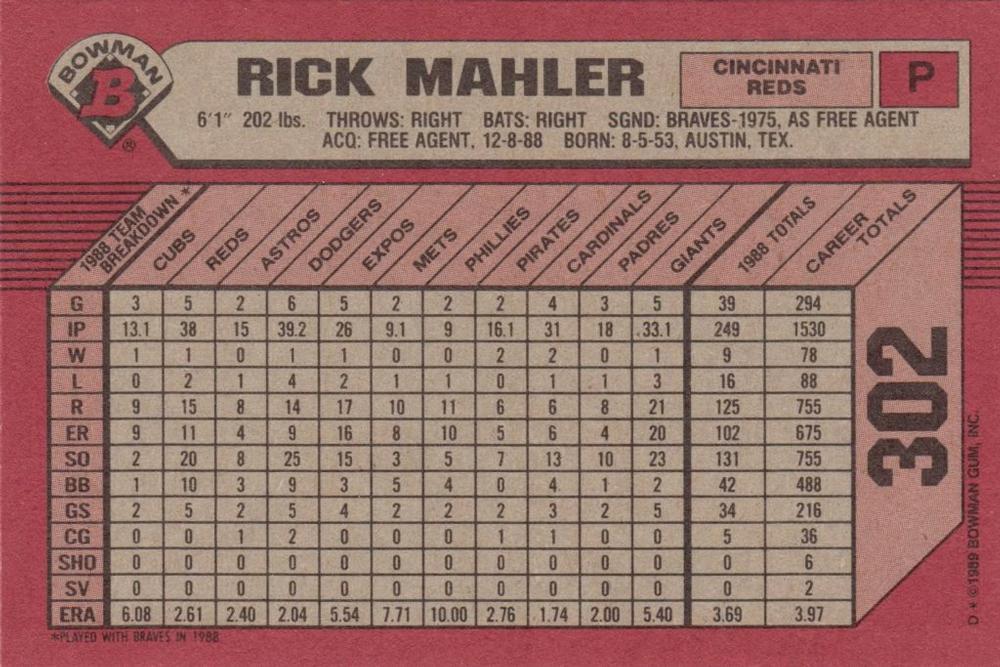 BOWMAN
B
®
RICK MAHLER
CINCINNATI REDS
P
6'1" 202 lbs. THROWS: RIGHT BATS: RIGHT SGND: BRAVES-1975, AS FREE AGENT
ACQ: FREE AGENT, 12-8-88 BORN: 8-5-53, AUSTIN, TEX.
1988 TEAM BREAKDOWN * CUBS REDS ASTROS DODGERS EXPOS METS PHILLIES PIRATES CARDINALS PADRES GIANTS 1988 TOTALS CAREER TOTALS
G 3 5 2 6 5 2 2 2 4 3 5 39 294
IP 13.1 38 15 39.2 26 9.1 9 16.1 31 18 33.1 249 1530
W 1 1 0 1 1 0 0 2 2 0 1 9 78
L 0 2 1 4 2 1 1 0 1 1 3 16 88
R 9 15 8 14 17 10 11 6 6 8 21 125 755
ER 9 11 4 9 16 8 10 5 6 4 20 102 675
SO 2 20 8 25 15 3 5 7 13 10 23 131 755
BB 1 10 3 9 3 5 4 0 4 1 2 42 488
GS 2 5 2 5 4 2 2 2 3 2 5 34 216
CG 0 0 1 2 0 0 0 1 1 0 0 5 36
SHO 0 0 0 0 0 0 0 0 0 0 0 0 6
SV 0 0 0 0 0 0 0 0 0 0 0 0 2
ERA 6.08 2.61 2.40 2.04 5.54 7.71 10.00 2.76 1.74 2.00 5.40 3.69 3.97
*PLAYED WITH BRAVES IN 1988
302
D * ©1989 BOWMAN GUM, INC.